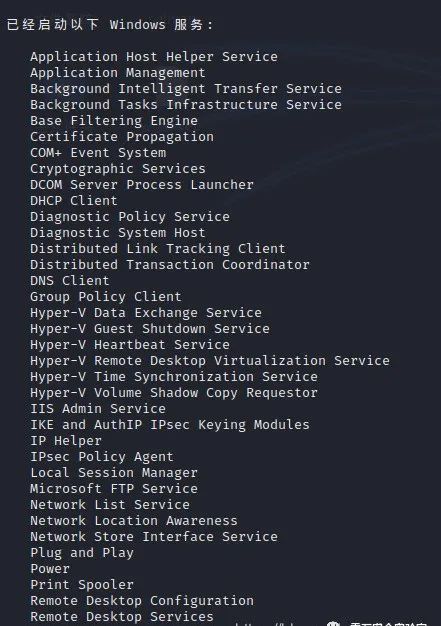 已经启动以下 Windows 服务:
Application Host Helper Service
Application Management
Background Intelligent Transfer Service
Background Tasks Infrastructure Service
Base Filtering Engine
Certificate Propagation
COM+ Event System
Cryptographic Services
DCOM Server Process Launcher
DHCP Client
Diagnostic Policy Service
Diagnostic System Host
Distributed Link Tracking Client
Distributed Transaction Coordinator
DNS Client
Group Policy Client
Hyper-V Data Exchange Service
Hyper-V Guest Shutdown Service
Hyper-V Heartbeat Service
Hyper-V Remote Desktop Virtualization Service
Hyper-V Time Synchronization Service
Hyper-V Volume Shadow Copy Requestor
IIS Admin Service
IKE and AuthIP IPsec Keying Modules
IP Helper
IPsec Policy Agent
Local Session Manager
Microsoft FTP Service
Network List Service
Network Location Awareness
Network Store Interface Service
Plug and Play
Power
Print Spooler
Remote Desktop Configuration
Remote Desktop Services